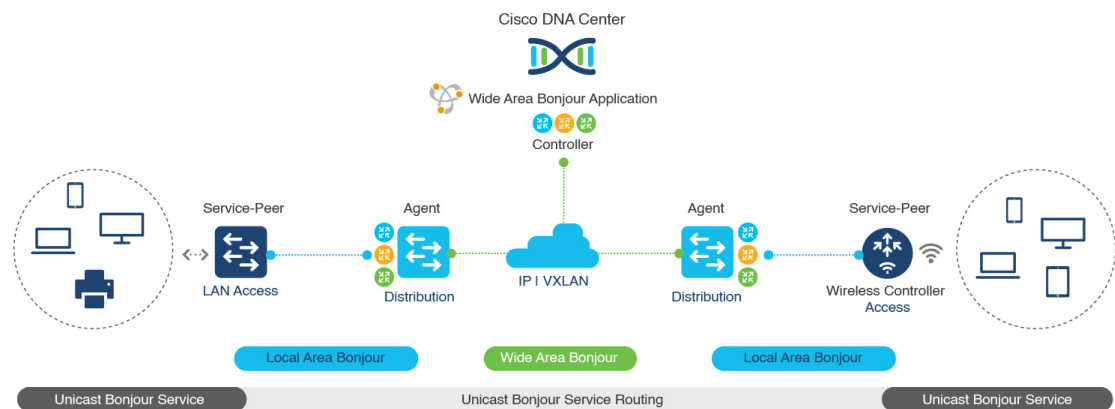 Cisco DNA Center
Wide Area Bonjour Application
Controller
Service-Peer
Agent
Agent
Service-Peer
LAN Access
Distribution
IP | VXLAN
Distribution
Wireless Controller
Access
Local Area Bonjour
Wide Area Bonjour
Local Area Bonjour
Unicast Bonjour Service
Unicast Bonjour Service Routing
Unicast Bonjour Service